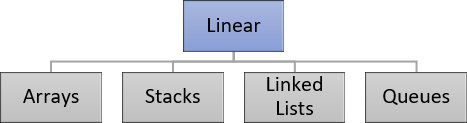 Linear
Arrays
Stacks
Linked
Lists
Queues